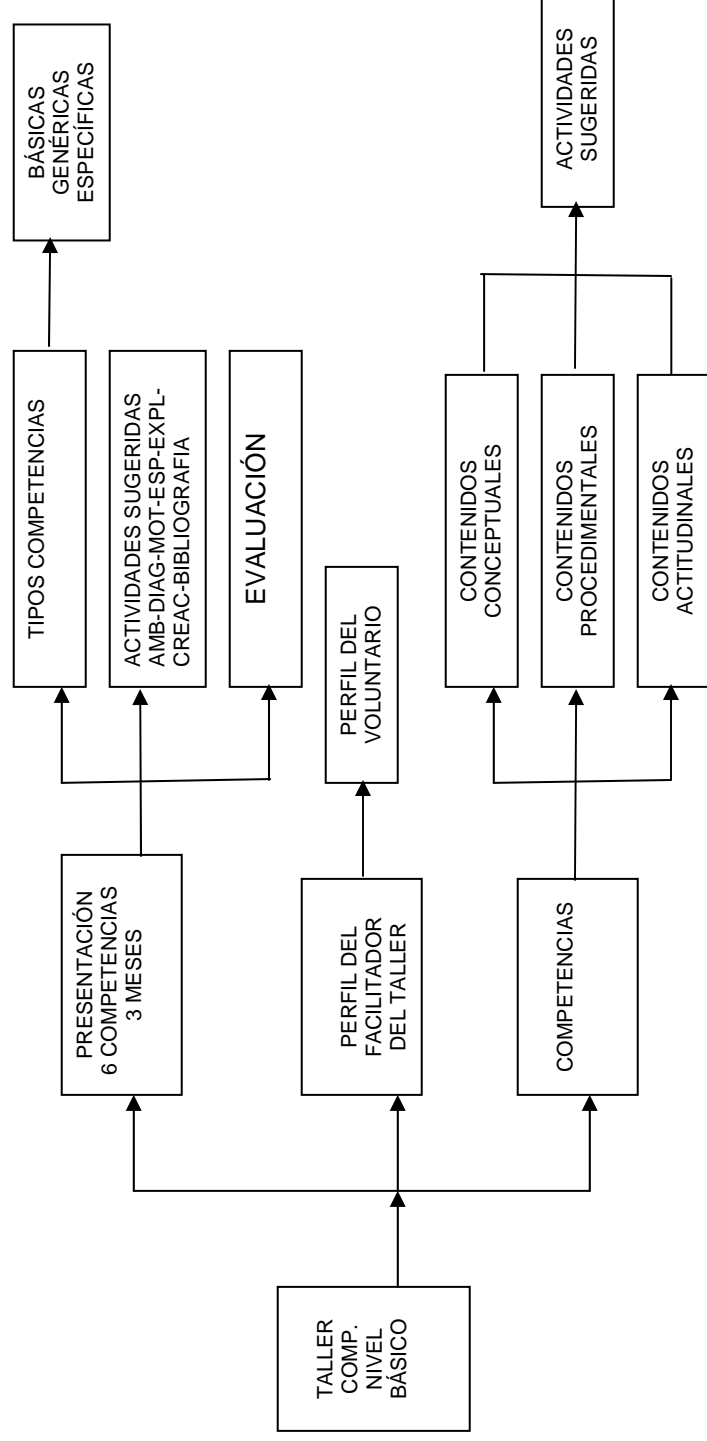 TALLER
COMP.
NIVEL
BÁSICO
PRESENTACIÓN
6 COMPETENCIAS
3 MESES
TIPOS COMPETENCIAS
BÁSICAS
GENÉRICAS
ESPECÍFICAS
ACTIVIDADES SUGERIDAS
AMB-DIAG-MOT-ESP-EXPL-
CREAC-BIBLIOGRAFIA
EVALUACIÓN
PERFIL DEL
FACILITADOR
DEL TALLER
PERFIL DEL
VOLUNTARIO
COMPETENCIAS
CONTENIDOS
CONCEPTUALES
CONTENIDOS
PROCEDIMENTALES
CONTENIDOS
ACTITUDINALES
ACTIVIDADES
SUGERIDAS